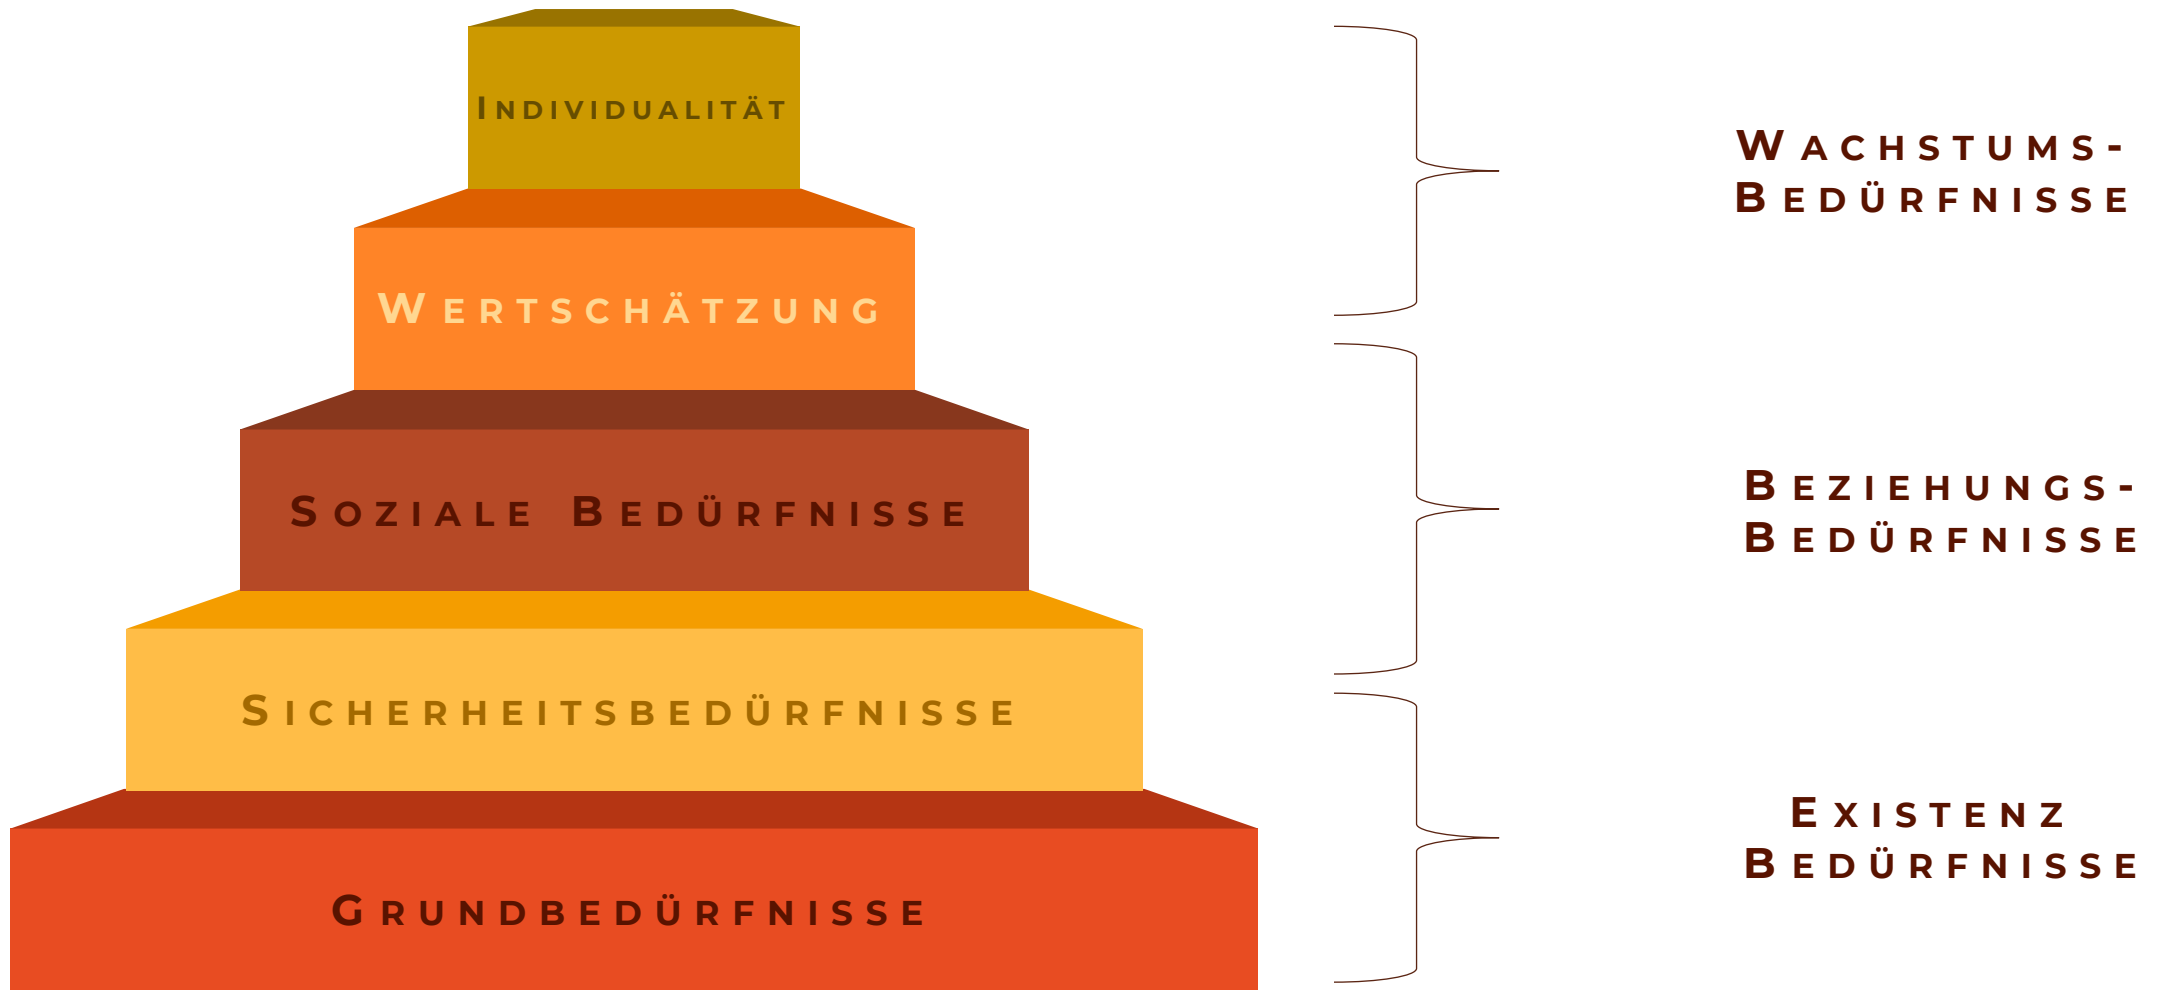 Individualität
Wertschätzung
Soziale Bedürfnisse
Sicherheitsbedürfnisse
Grundbedürfnisse
Wachstums-
Bedürfnisse
Beziehungs-
Bedürfnisse
Existenz
Bedürfnisse